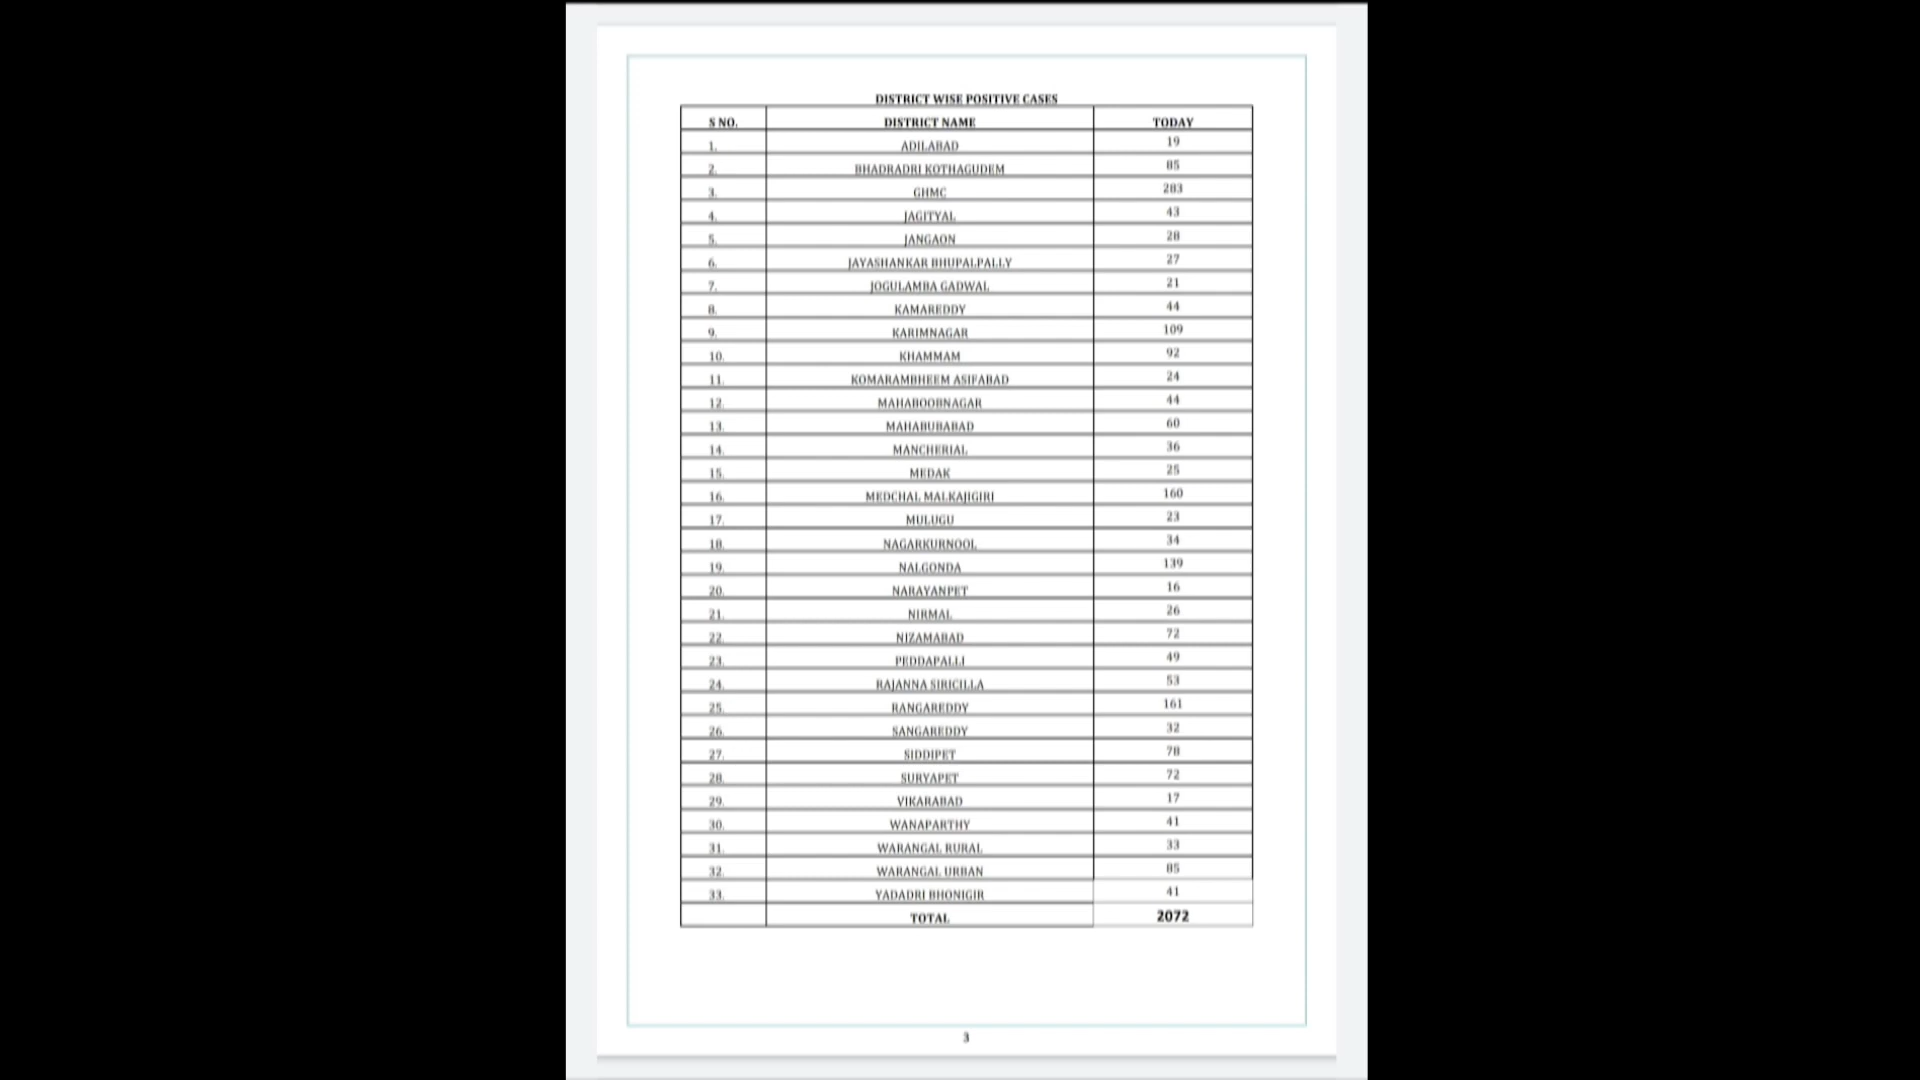 DISTRICT WISE POSITIVE CASES
S NO. DISTRICT NAME TODAY
1. ADILABAD 19
2. BHADRADRI KOTHAGUDEM 85
3. GHMC 283
4. JAGITYAL 43
5. JANGAON 28
6. JAYASHANKAR BHUPALPALLY 27
7. JOGULAMBA GADWAL 21
8. KAMAREDDY 44
9. KARIMNAGAR 109
10. KHAMMAM 92
11. KOMARAMBHEEM ASIFABAD 24
12. MAHABOOBNAGAR 44
13. MAHABUBABAD 60
14. MANCHERIAL 36
15. MEDAK 25
16. MEDCHAL MALKAJIGIRI 160
17. MULUGU 23
18. NAGARKURNOOL 34
19. NALGONDA 139
20. NARAYANPET 16
21. NIRMAL 26
22. NIZAMABAD 72
23. PEDDAPALLI 49
24. RAJANNA SIRICILLA 53
25. RANGAREDDY 161
26. SANGAREDDY 32
27. SIDDIPET 78
28. SURYAPET 72
29. VIKARABAD 17
30. WANAPARTHY 41
31. WARANGAL RURAL 33
32. WARANGAL URBAN 85
33. YADADRI BHONIGIR 41
TOTAL 2072
3